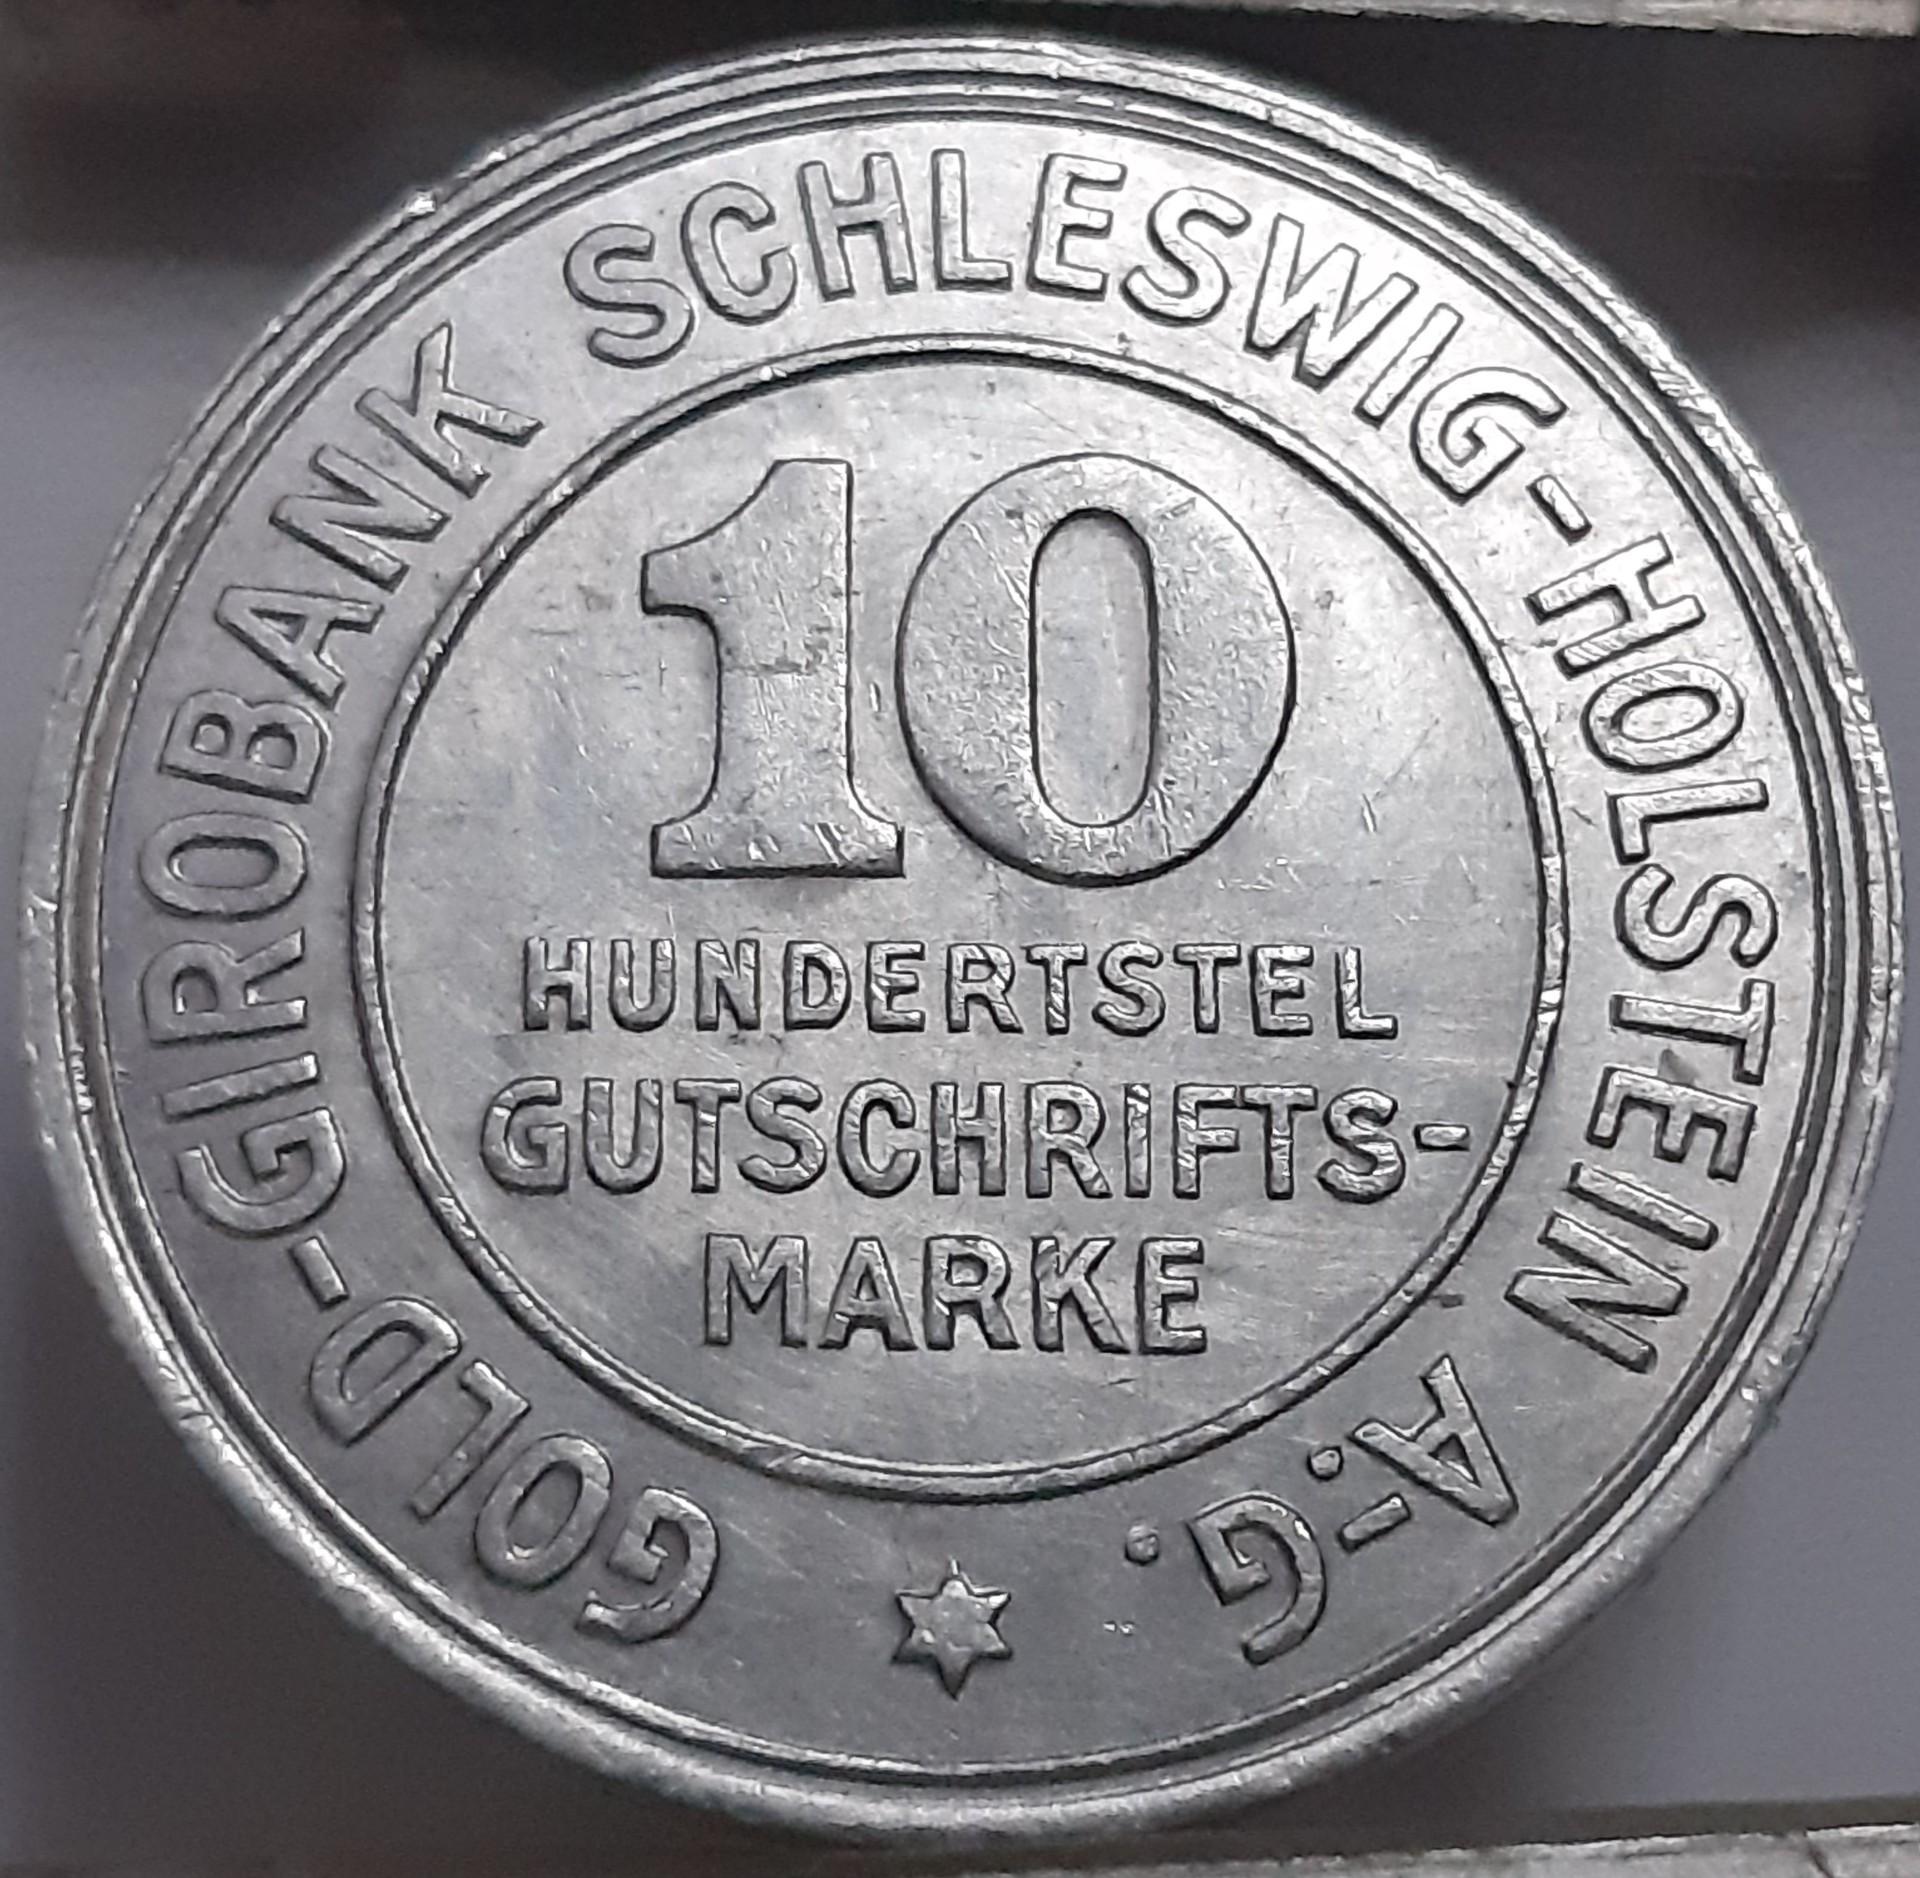 GOLD-GIROBANK SCHLESWIG-HOLSTEIN A.-G.
10
HUNDERTSTEL
GUTSCHRIFTS-
MARKE